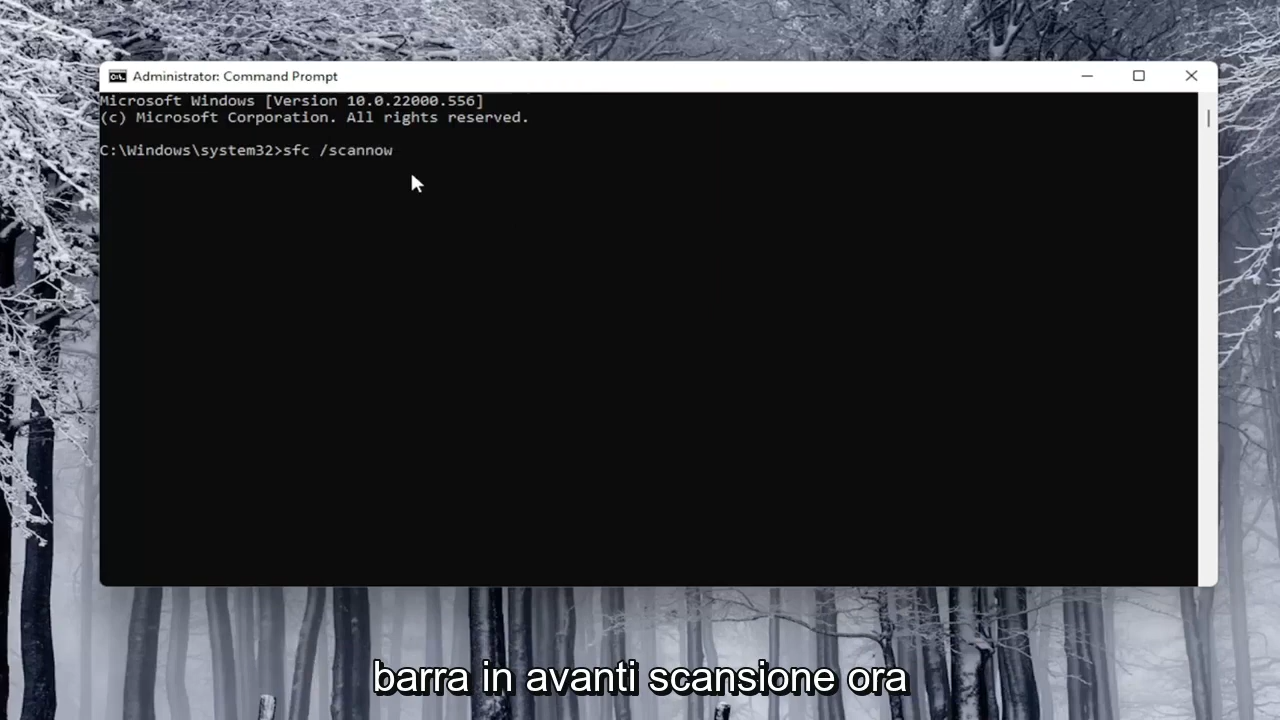 Administrator: Command Prompt
Microsoft Windows [Version 10.0.22000.556]
(c) Microsoft Corporation. All rights reserved.
C:\Windows\system32>sfc /scannow
barra in avanti scansione ora